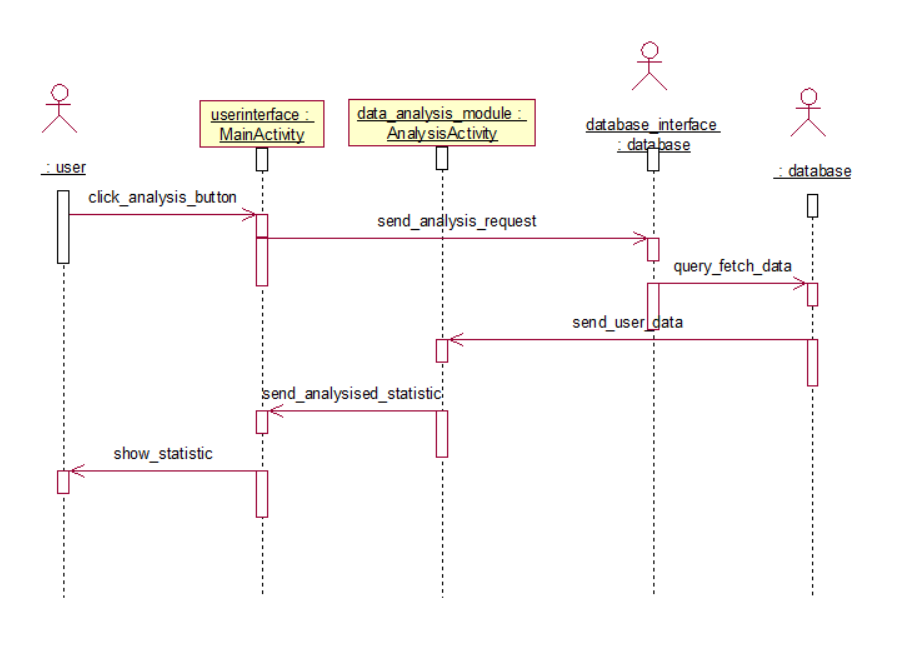 userinterface :
MainActivity
data_analysis_module :
AnalysisActivity
database_interface
: database
: user
: database
click_analysis_button
send_analysis_request
query_fetch_data
send_user_data
send_analysised_statistic
show_statistic